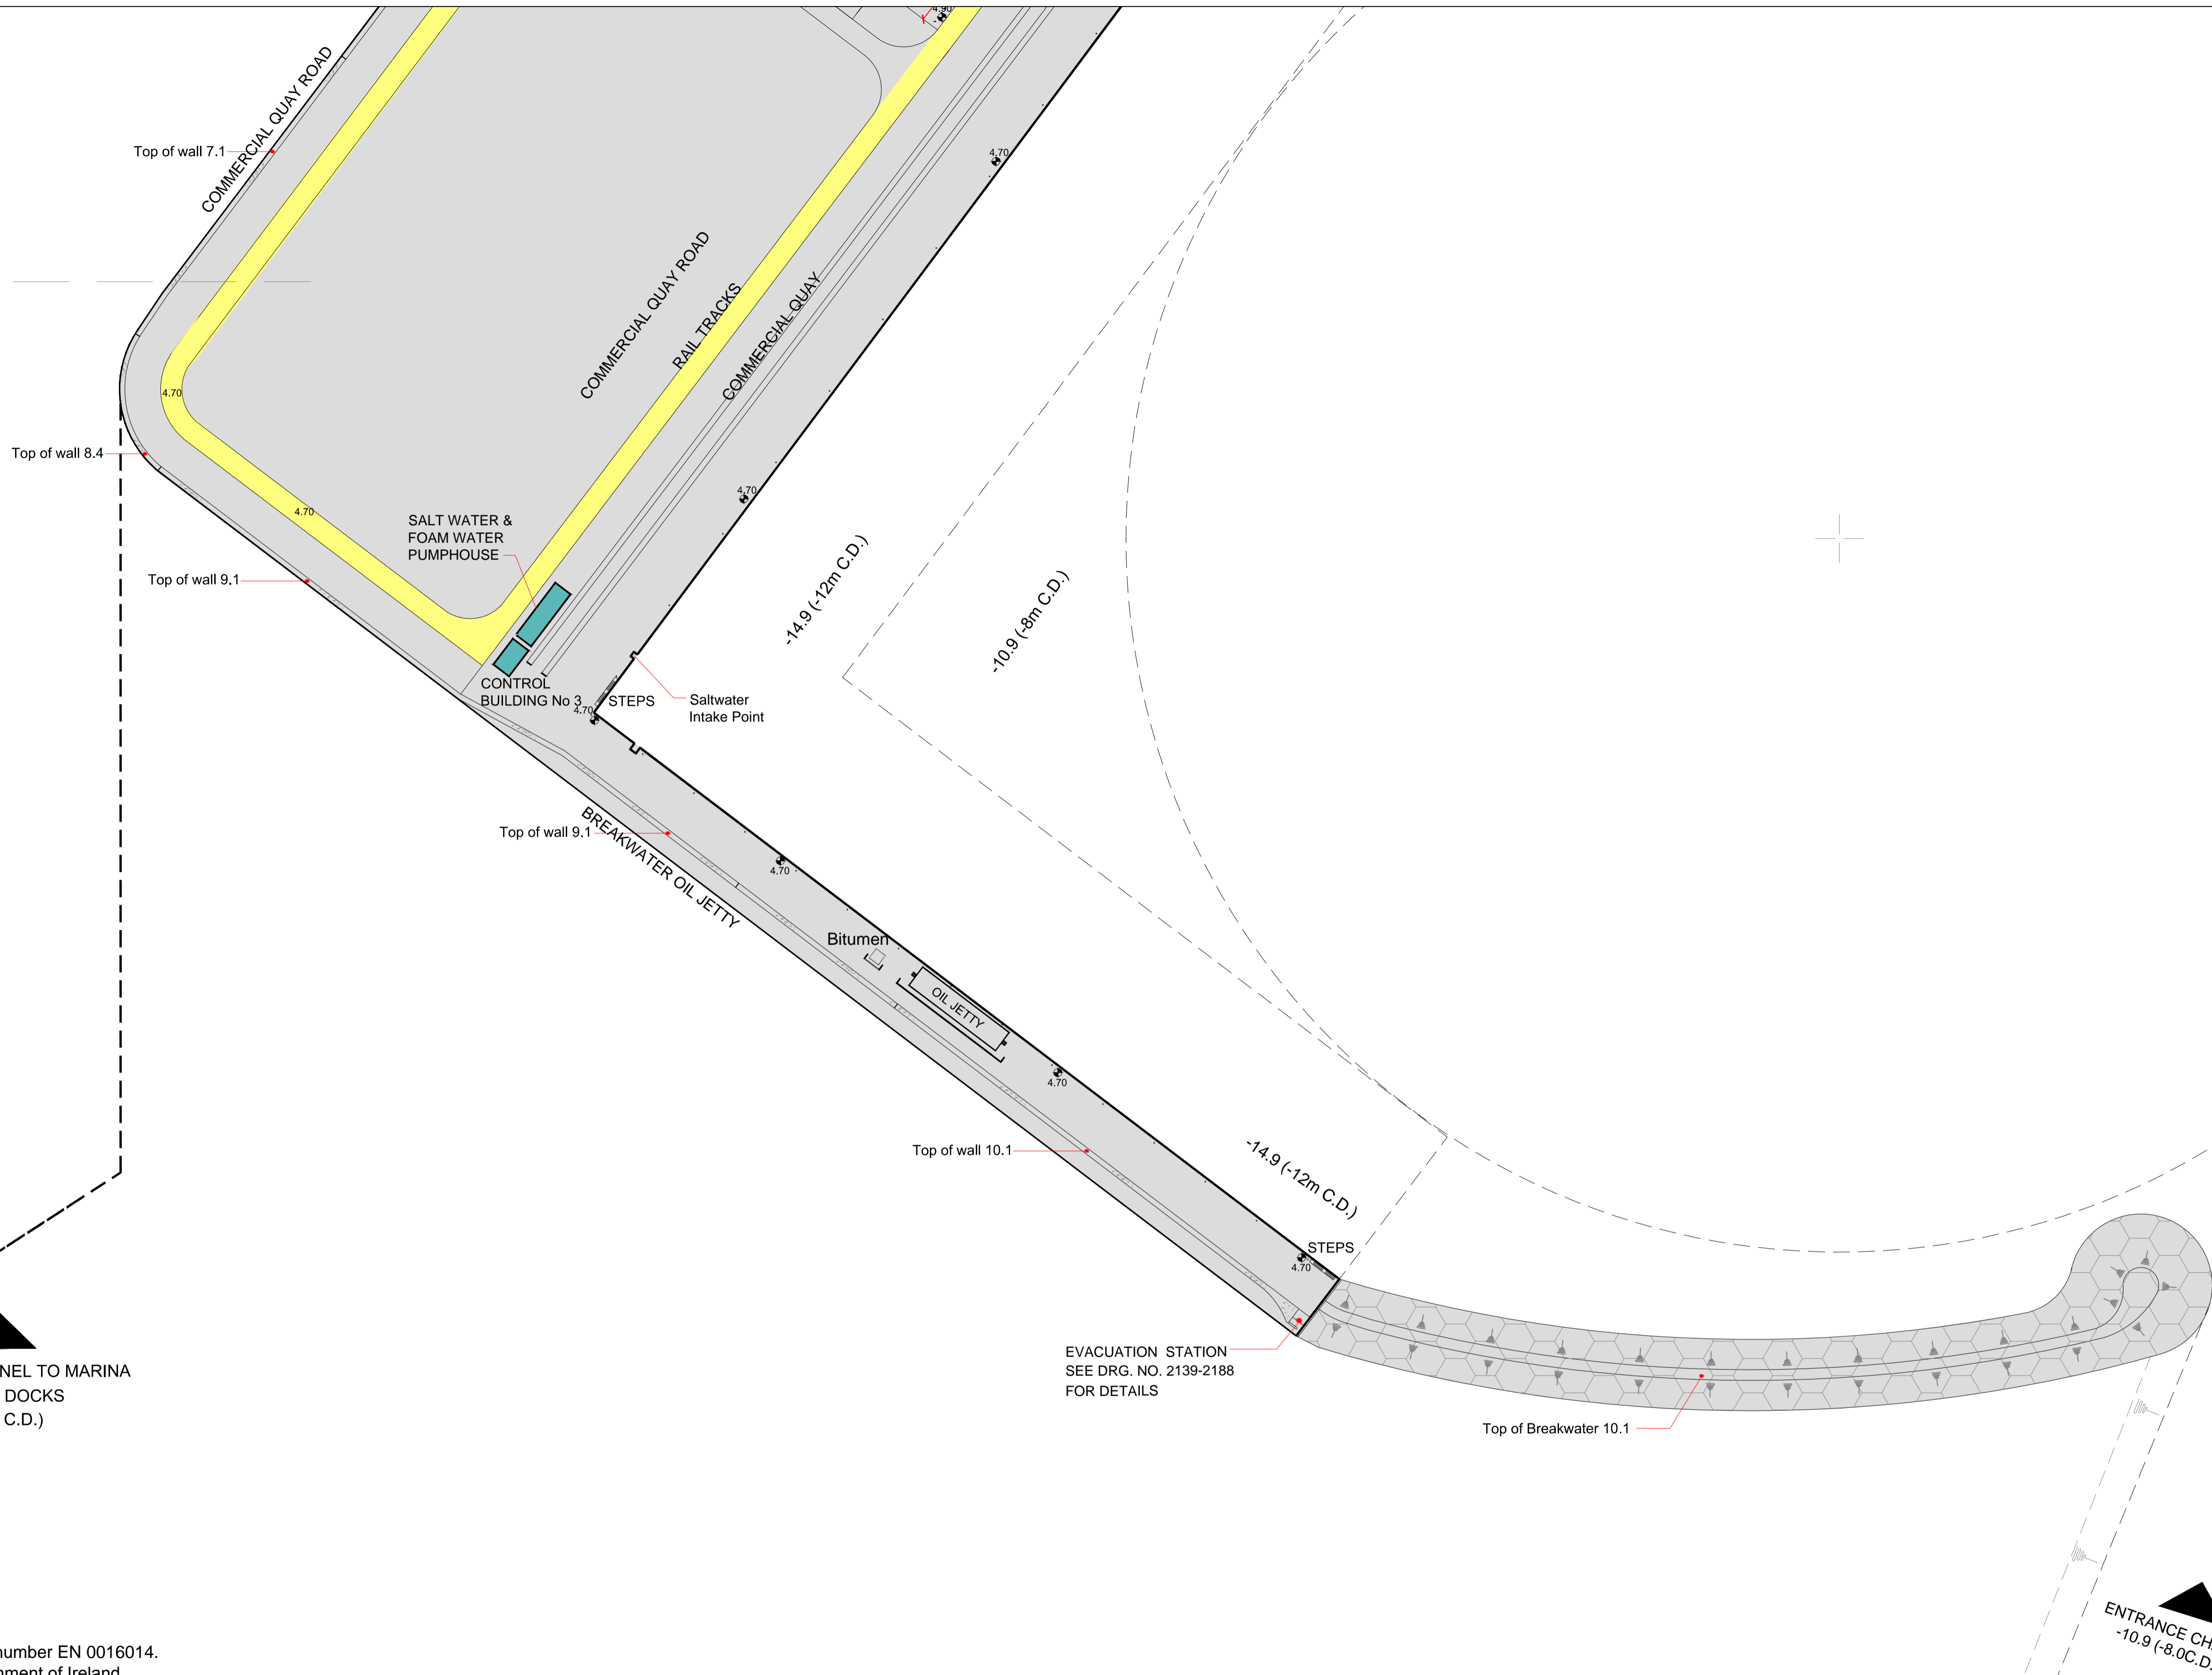 4.90
COMMERCIAL QUAY ROAD
Top of wall 7.1
4.70
COMMERCIAL QUAY ROAD
RAIL TRACKS
COMMERCIAL QUAY
4.70
Top of wall 8.4
4.70
4.70
SALT WATER &
FOAM WATER
PUMPHOUSE
-14.9 (-12m C.D.)
-10.9 (-8m C.D.)
Top of wall 9.1
CONTROL
BUILDING No 3
4.70
STEPS
Saltwater
Intake Point
Top of wall 9.1
BREAKWATER OIL JETTY
4.70
Bitumen
OIL JETTY
4.70
Top of wall 10.1
-14.9 (-12m C.D.)
STEPS
4.70
EVACUATION STATION
SEE DRG. NO. 2139-2188
FOR DETAILS
Top of Breakwater 10.1
NEL TO MARINA
DOCKS
C.D.)
ENTRANCE CH
-10.9 (-8.0C.D.
number EN 0016014.
nment of Ireland